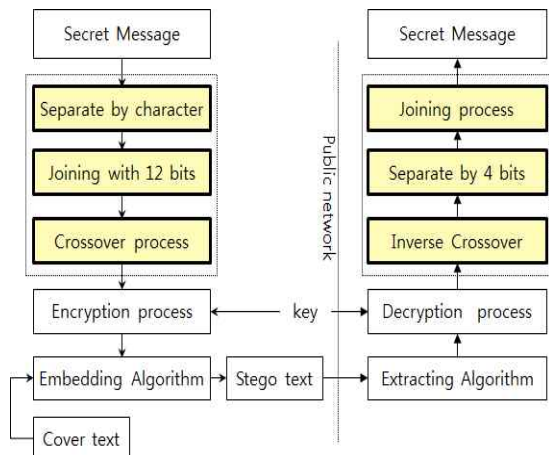 Secret Message
Separate by character
Joining with 12 bits
Crossover process
Encryption process
Embedding Algorithm
Cover text
Stego text
key
Public network
Secret Message
Joining process
Separate by 4 bits
Inverse Crossover
Decryption process
Extracting Algorithm